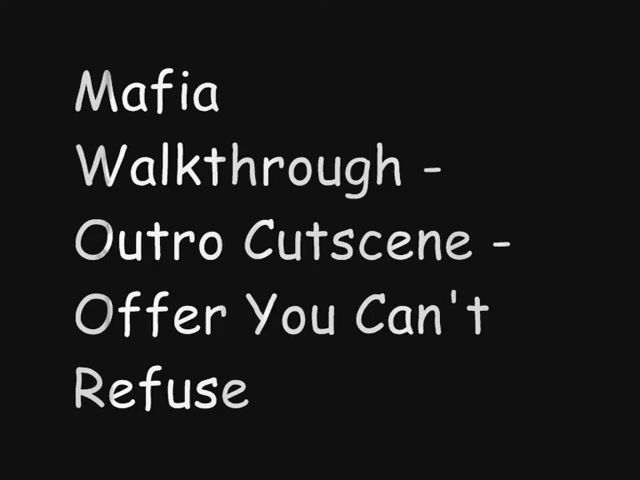 Mafia
Walkthrough -
Outro Cutscene -
Offer You Can't
Refuse